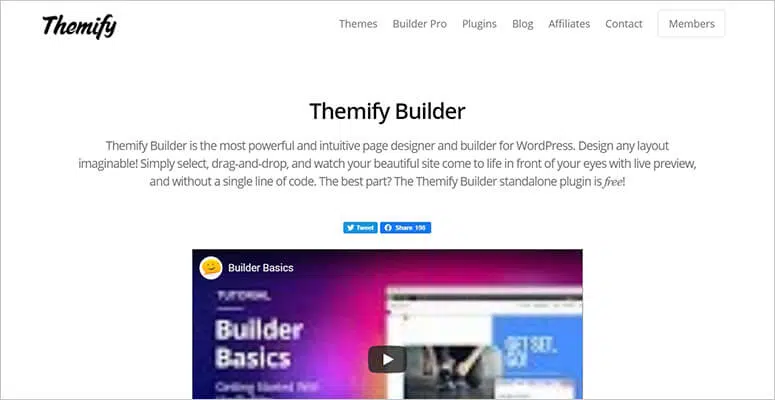 Themify
Themes Builder Pro Plugins Blog Affiliates Contact Members
Themify Builder
Themify Builder is the most powerful and intuitive page designer and builder for WordPress. Design any layout
imaginable! Simply select, drag-and-drop, and watch your beautiful site come to life in front of your eyes with live preview,
and without a single line of code. The best part? The Themify Builder standalone plugin is free!
Tweet Share 198
Builder Basics
TUTORIAL
Builder
Basics
Getting Started With
GET SET,
GO!